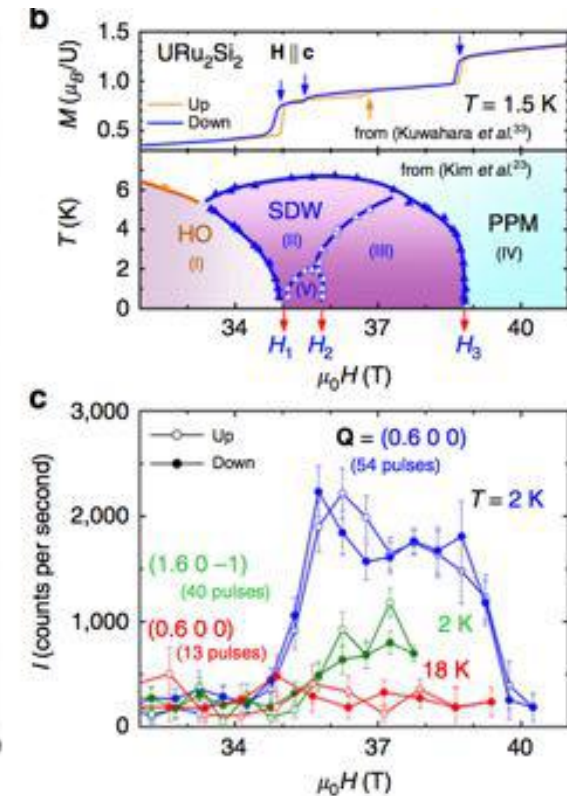 b
URu2Si2 H || c
M (μB/U)
1.5
1.0
0.5
Up
Down
T = 1.5 K
from (Kuwahara et al.33)
from (Kim et al.23)
T (K)
6
4
2
0
HO
(I)
SDW
(II)
(III)
(V)
PPM
(IV)
34 37 40
H1 H2 H3
μ0H (T)
c
I (counts per second)
3,000
2,000
1,000
0
Up
Down
Q = (0.6 0 0)
(54 pulses)
T = 2 K
(1.6 0 −1)
(40 pulses)
2 K
(0.6 0 0)
(13 pulses)
18 K
34 37 40
μ0H (T)